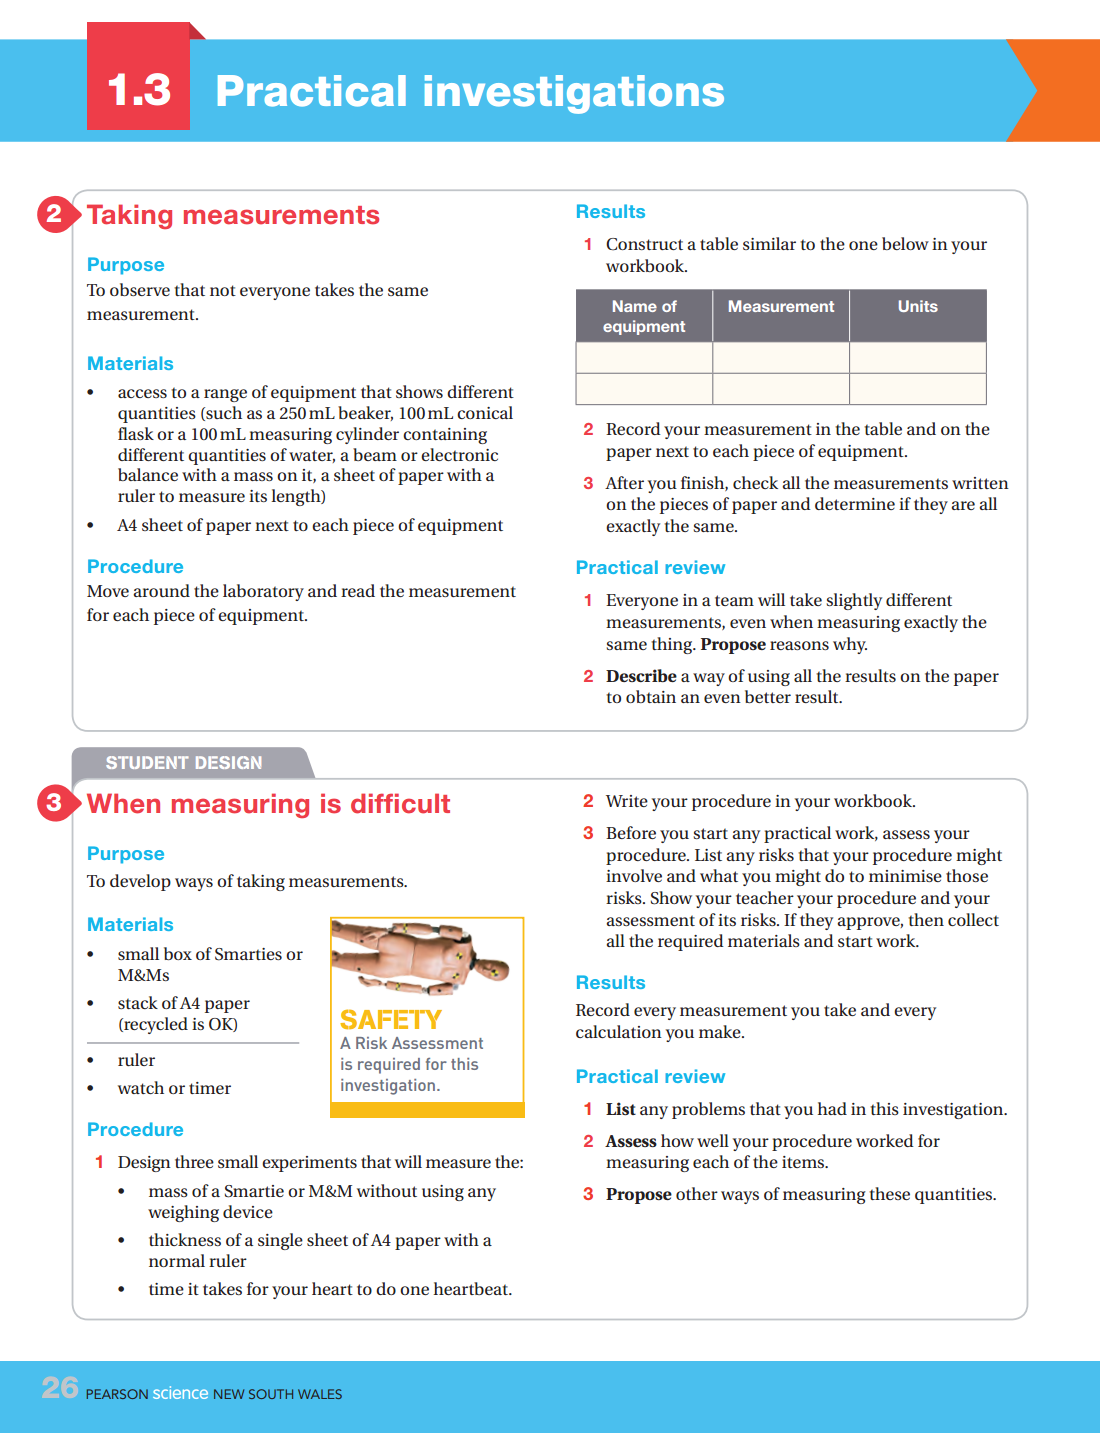 1.3 Practical investigations
2 Taking measurements
Purpose
To observe that not everyone takes the same
measurement.
Materials
• access to a range of equipment that shows different
quantities (such as a 250 mL beaker, 100 mL conical
flask or a 100 mL measuring cylinder containing
different quantities of water, a beam or electronic
balance with a mass on it, a sheet of paper with a
ruler to measure its length)
• A4 sheet of paper next to each piece of equipment
Procedure
Move around the laboratory and read the measurement
for each piece of equipment.
Results
1 Construct a table similar to the one below in your
workbook.
Name of
equipment
Measurement
Units
2 Record your measurement in the table and on the
paper next to each piece of equipment.
3 After you finish, check all the measurements written
on the pieces of paper and determine if they are all
exactly the same.
Practical review
1 Everyone in a team will take slightly different
measurements, even when measuring exactly the
same thing. Propose reasons why.
2 Describe a way of using all the results on the paper
to obtain an even better result.
STUDENT DESIGN
3 When measuring is difficult
Purpose
To develop ways of taking measurements.
Materials
• small box of Smarties or
M&Ms
• stack of A4 paper
(recycled is OK)
• ruler
• watch or timer
SAFETY
A Risk Assessment
is required for this
investigation.
Procedure
1 Design three small experiments that will measure the:
• mass of a Smartie or M&M without using any
weighing device
• thickness of a single sheet of A4 paper with a
normal ruler
• time it takes for your heart to do one heartbeat.
2 Write your procedure in your workbook.
3 Before you start any practical work, assess your
procedure. List any risks that your procedure might
involve and what you might do to minimise those
risks. Show your teacher your procedure and your
assessment of its risks. If they approve, then collect
all the required materials and start work.
Results
Record every measurement you take and every
calculation you make.
Practical review
1 List any problems that you had in this investigation.
2 Assess how well your procedure worked for
measuring each of the items.
3 Propose other ways of measuring these quantities.
26 PEARSON science NEW SOUTH WALES